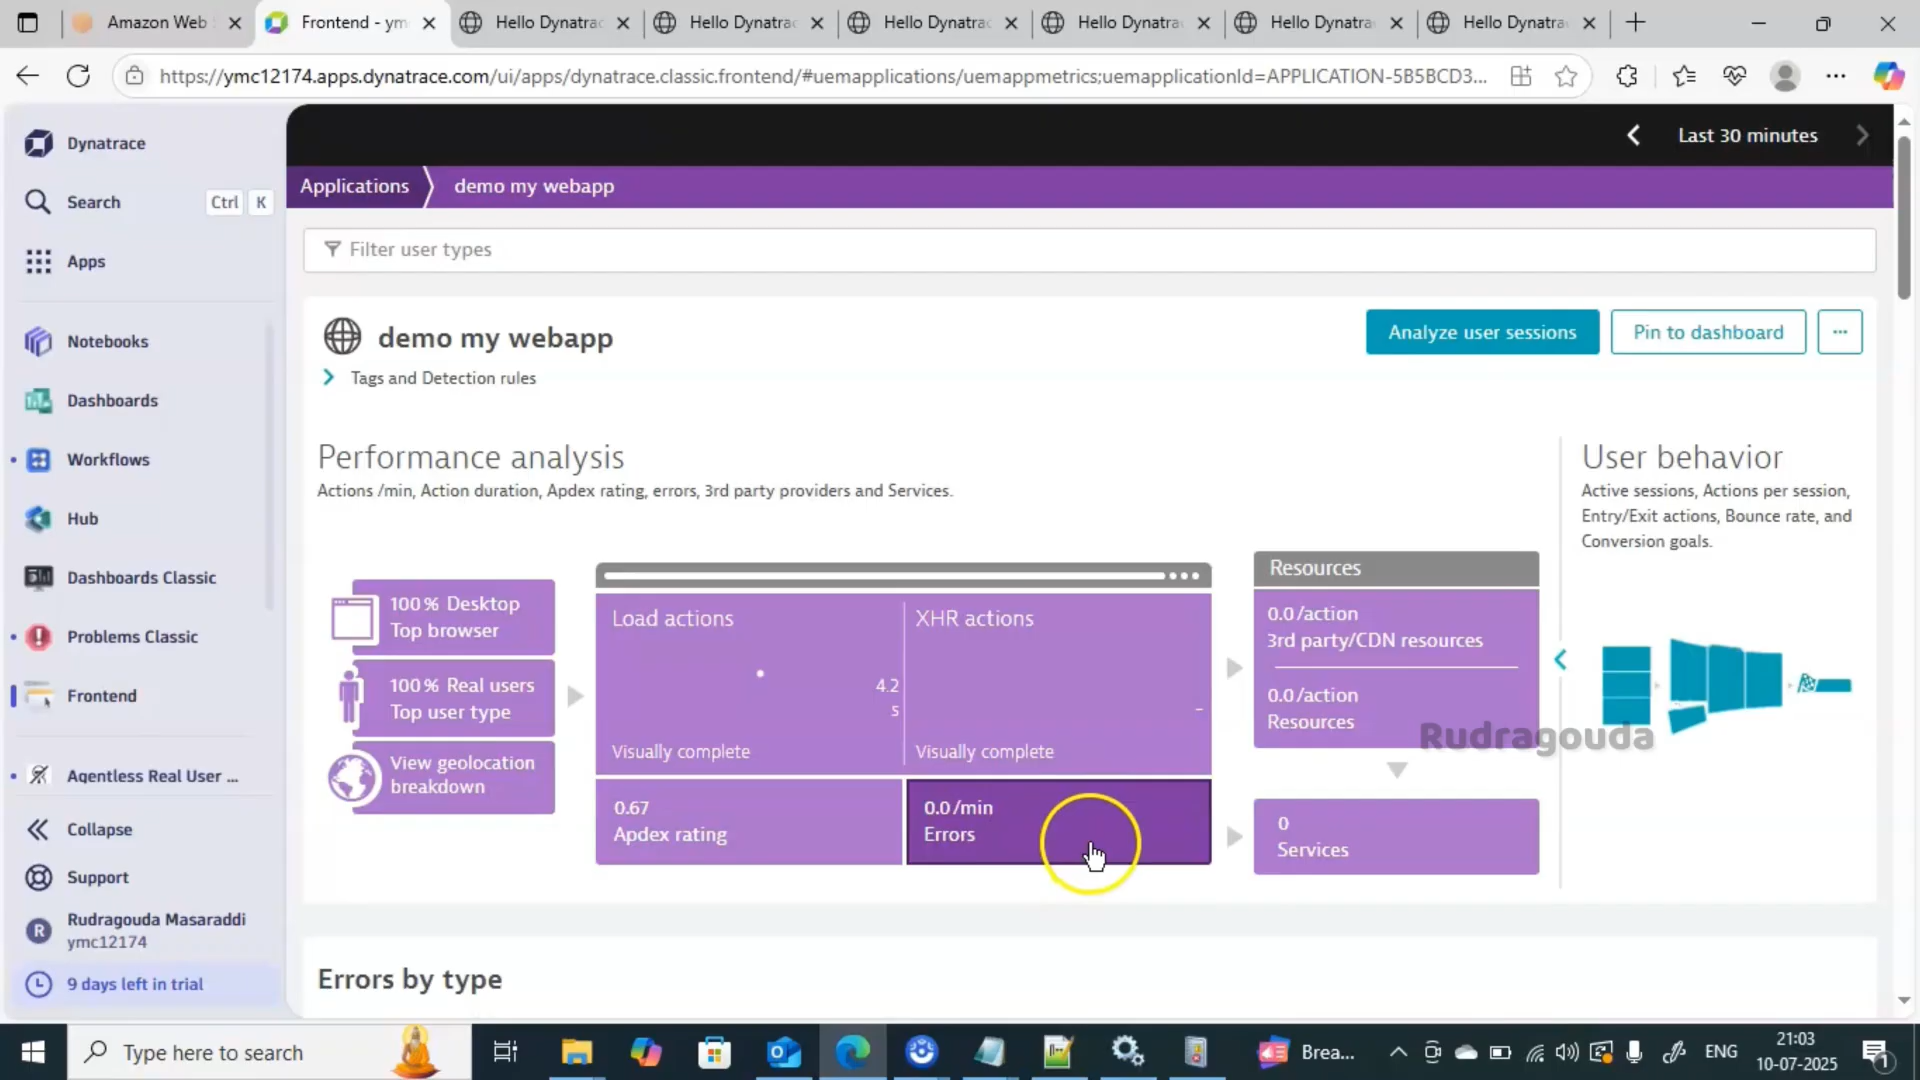 Amazon Web
Frontend - ym
Hello Dynatrac
Hello Dynatrac
Hello Dynatrac
Hello Dynatra
Hello Dynatra
Hello Dynatra
https://ymc12174.apps.dynatrace.com/ui/apps/dynatrace.classic.frontend/#uemapplications/uemappmetrics;uemapplicationId=APPLICATION-5B5BCD3...
Dynatrace
Search
Ctrl K
Apps
Notebooks
Dashboards
Workflows
Hub
Dashboards Classic
Problems Classic
Frontend
Agentless Real User ...
Collapse
Support
R
Rudragouda Masaraddi
ymc12174
9 days left in trial
Last 30 minutes
Applications
demo my webapp
Filter user types
demo my webapp
Tags and Detection rules
Analyze user sessions
Pin to dashboard
...
Performance analysis
Actions /min, Action duration, Apdex rating, errors, 3rd party providers and Services.
100 % Desktop
Top browser
100 % Real users
Top user type
View geolocation
breakdown
Load actions
4.2
s
Visually complete
XHR actions
-
Visually complete
0.67
Apdex rating
0.0 /min
Errors
Resources
0.0 /action
3rd party/CDN resources
0.0 /action
Resources
0
Services
User behavior
Active sessions, Actions per session,
Entry/Exit actions, Bounce rate, and
Conversion goals.
Rudragouda
Errors by type
Type here to search
Brea...
ENG
21:03
10-07-2025
1